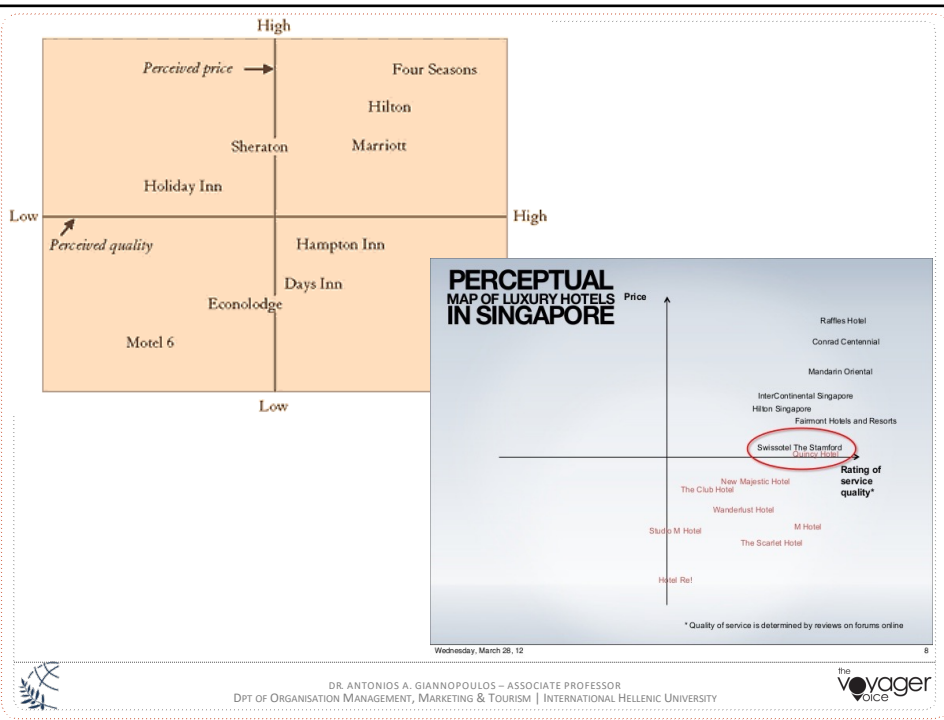 High
Perceived price
Four Seasons
Hilton
Sheraton
Marriott
Holiday Inn
Low
High
Perceived quality
Hampton Inn
Days Inn
Econolodge
Motel 6
Low
PERCEPTUAL
MAP OF LUXURY HOTELS
IN SINGAPORE
Price
Raffles Hotel
Conrad Centennial
Mandarin Oriental
InterContinental Singapore
Hilton Singapore
Fairmont Hotels and Resorts
Swissotel The Stamford
Quincy Hotel
Rating of
service
quality*
New Majestic Hotel
The Club Hotel
Wanderlust Hotel
M Hotel
Studio M Hotel
The Scarlet Hotel
Hotel Re!
* Quality of service is determined by reviews on forums online
Wednesday, March 28, 12
8
DR. ANTONIOS A. GIANNOPOULOS – ASSOCIATE PROFESSOR
DPT OF ORGANISATION MANAGEMENT, MARKETING & TOURISM | INTERNATIONAL HELLENIC UNIVERSITY
the
voyager
voice